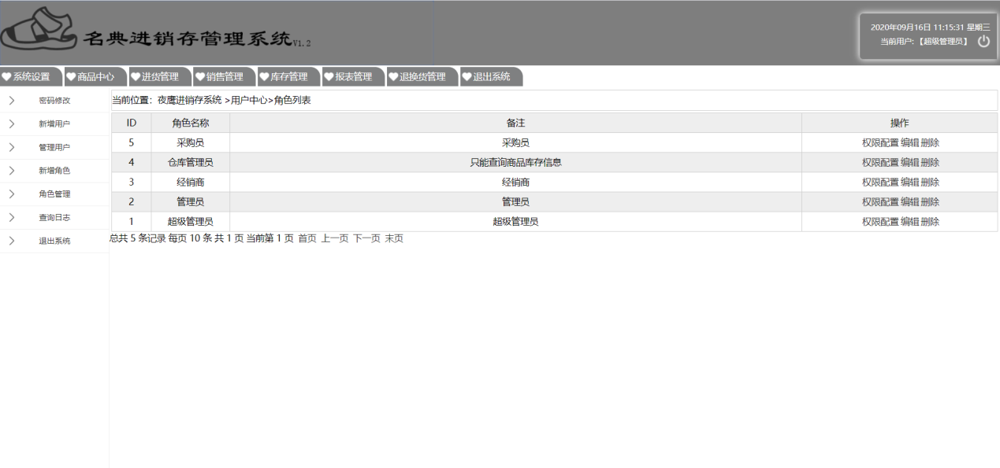 名典进销存管理系统V1.2
2020年09月16日 11:15:31 星期三
当前用户:【超级管理员】
系统设置 商品中心 进货管理 销售管理 库存管理 报表管理 退换货管理 退出系统
密码修改
新增用户
管理用户
新增角色
角色管理
查询日志
退出系统
当前位置：夜鹰进销存系统 >用户中心>角色列表
ID 角色名称 备注 操作
5 采购员 采购员 权限配置 编辑 删除
4 仓库管理员 只能查询商品库存信息 权限配置 编辑 删除
3 经销商 经销商 权限配置 编辑 删除
2 管理员 管理员 权限配置 编辑 删除
1 超级管理员 超级管理员 权限配置 编辑 删除
总共 5 条记录 每页 10 条 共 1 页 当前第 1 页 首页 上一页 下一页 末页